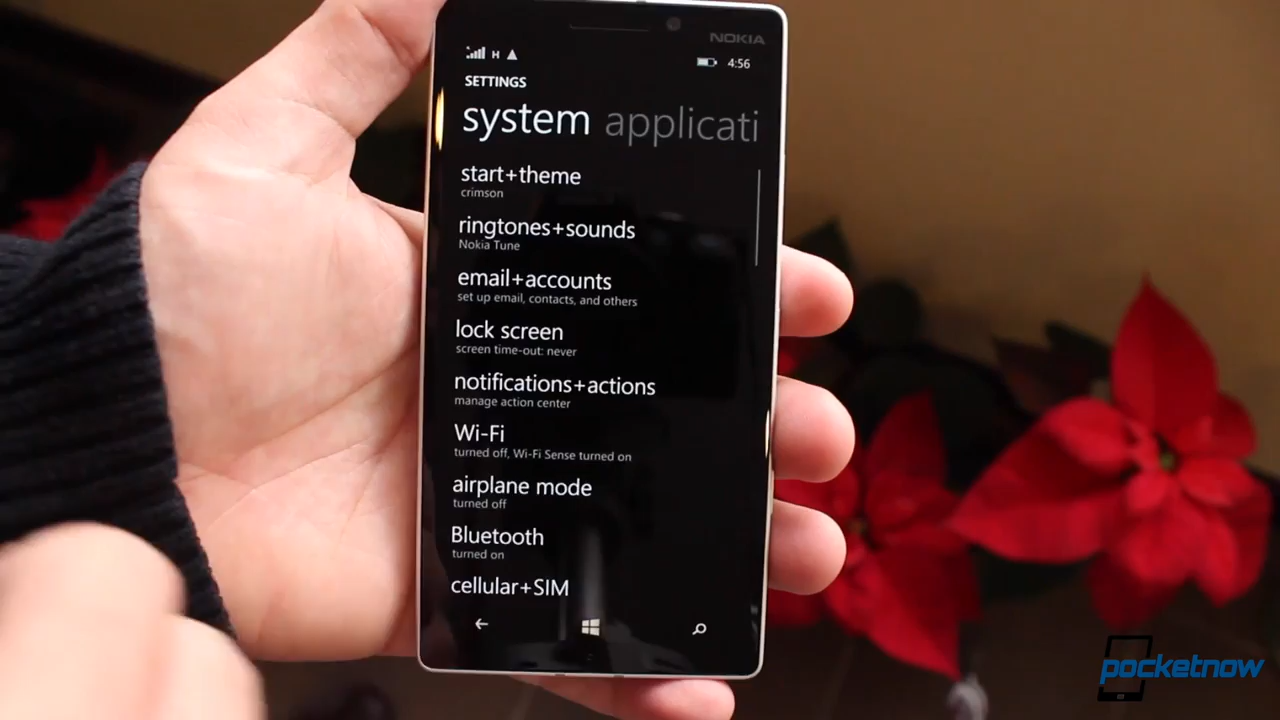 NOKIA
H
4:56
SETTINGS
system applicati
start+theme
crimson
ringtones+sounds
Nokia Tune
email+accounts
set up email, contacts, and others
lock screen
screen time-out: never
notifications+actions
manage action center
Wi-Fi
turned off, Wi-Fi Sense turned on
airplane mode
turned off
Bluetooth
turned on
cellular+SIM
pocketnow